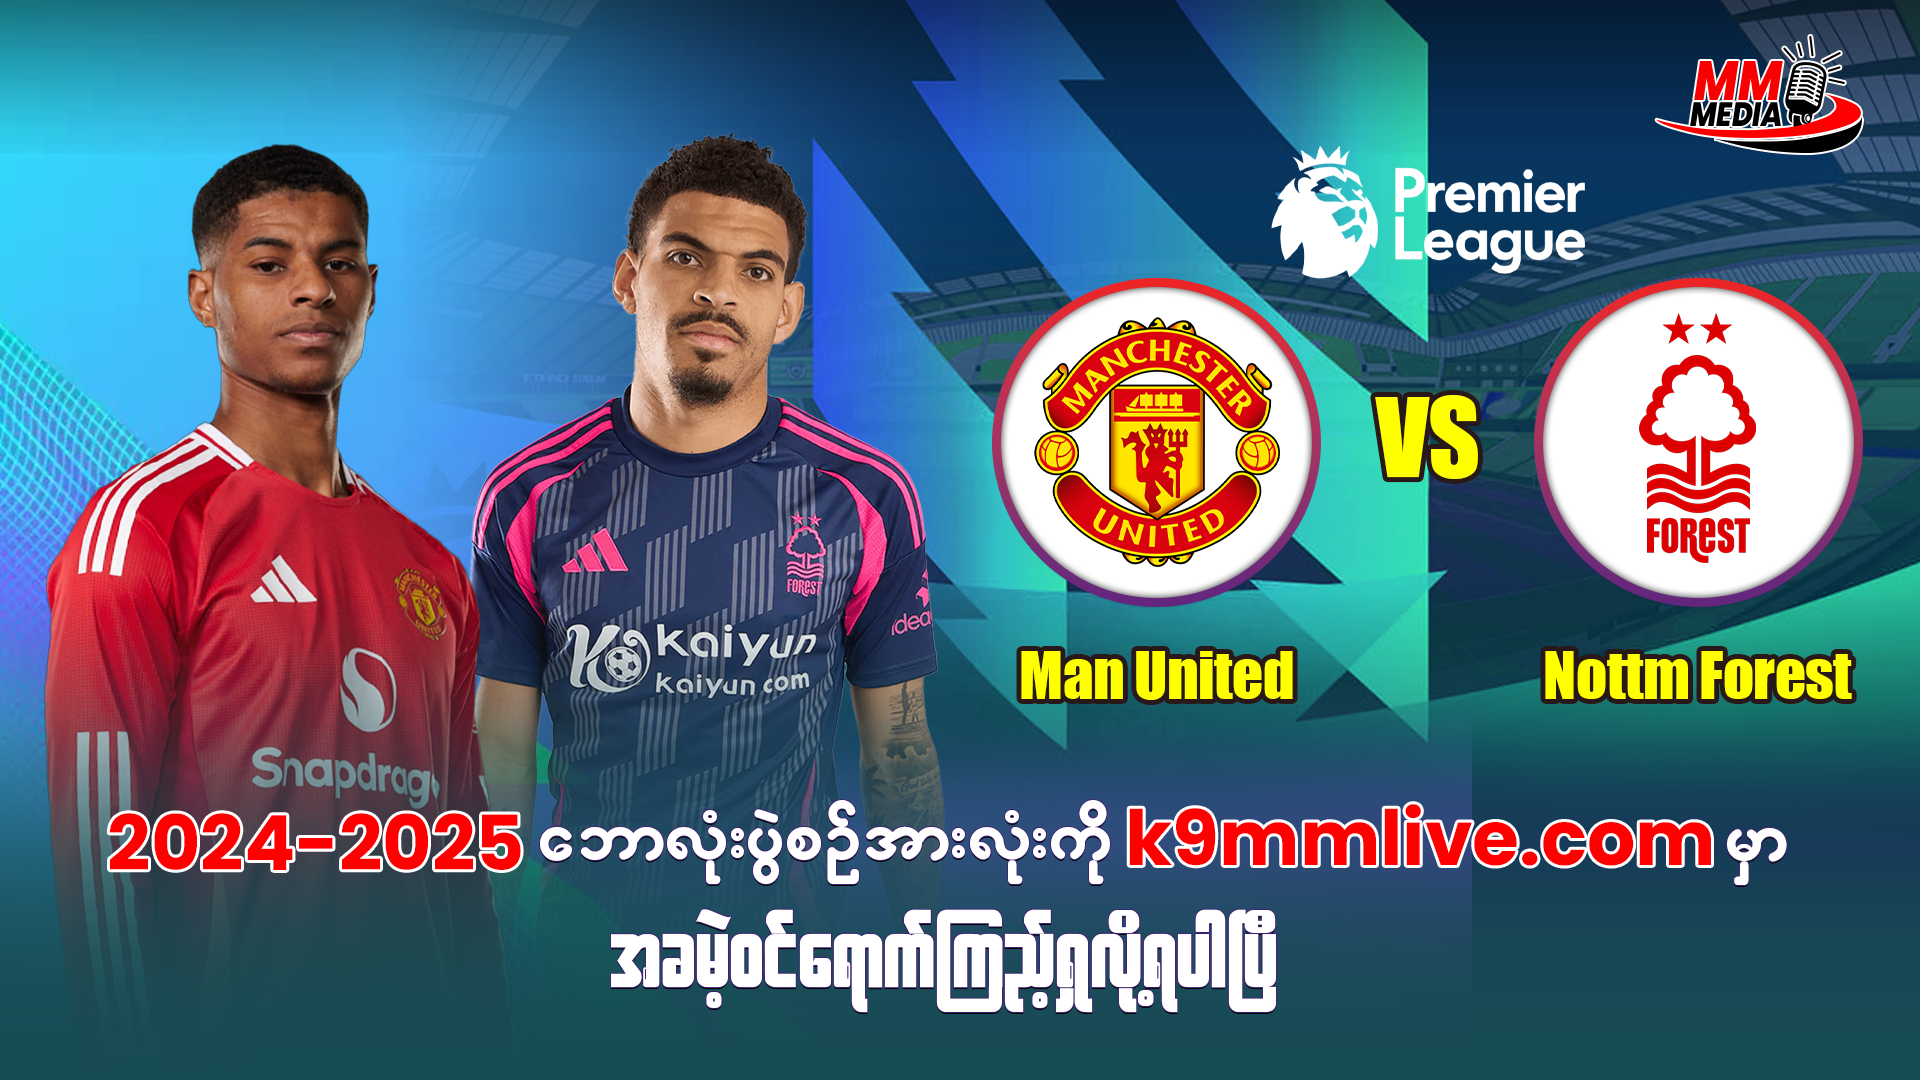 MM
MEDIA
Premier
League
MANCHESTER
UNITED
VS
FOREST
Man United
Nottm Forest
FOREST
kaiyun
kaiyun.com
Snapdrag
2024-2025 ဘောလုံးပွဲစဉ်အားလုံးကို k9mmlive.com မှာ
အခမဲ့ဝင်ရောက်ကြည့်ရှုလို့ရပါပြီ